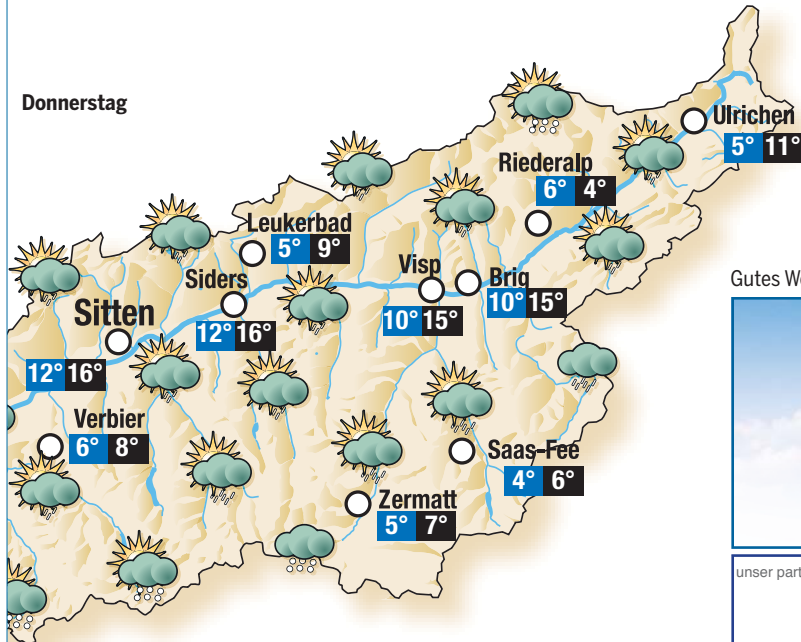 Donnerstag
Ulrichen
5° 11°
Riederalp
6° 4°
Leukerbad
5° 9°
Visp
10° 15°
Brig
10° 15°
Siders
12° 16°
Sitten
12° 16°
Verbier
6° 8°
Saas-Fee
4° 6°
Zermatt
5° 7°
Gutes We
unser part